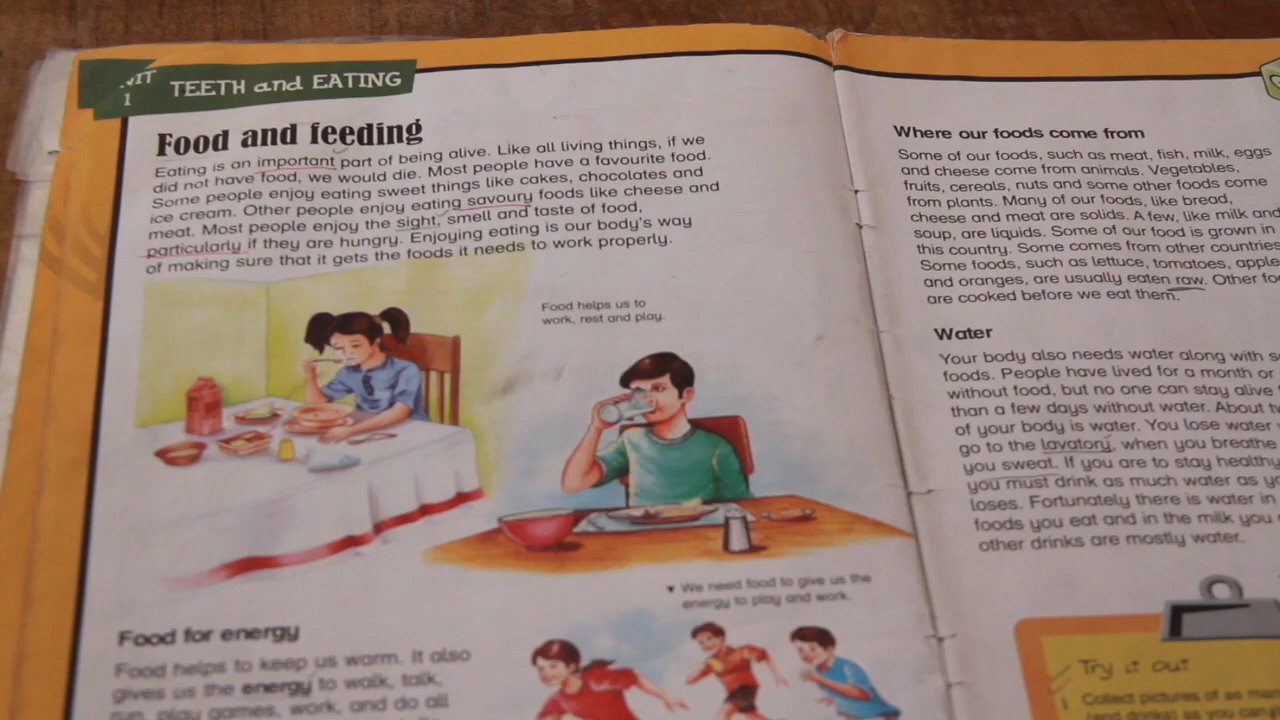 UNIT
1
TEETH and EATING
Food and feeding
Eating is an important part of being alive. Like all living things, if we
did not have food, we would die. Most people have a favourite food.
Some people enjoy eating sweet things like cakes, chocolates and
ice cream. Other people enjoy eating savoury foods like cheese and
meat. Most people enjoy the sight, smell and taste of food,
particularly if they are hungry. Enjoying eating is our body's way
of making sure that it gets the foods it needs to work properly.
Food helps us to
work, rest and play.
▼ We need food to give us the
energy to play and work.
Food for energy
Food helps to keep us warm. It also
gives us the energy to walk, talk,
run, play games, work, and do all
Where our foods come from
Some of our foods, such as meat, fish, milk, eggs
and cheese come from animals. Vegetables,
fruits, cereals, nuts and some other foods come
from plants. Many of our foods, like bread,
cheese and meat are solids. A few, like milk and
soup, are liquids. Some of our food is grown in
this country. Some comes from other countries
Some foods, such as lettuce, tomatoes, apple
and oranges, are usually eaten raw. Other
are cooked before we eat them.
Water
Your body also needs water along with
foods. People have lived for a month or
without food, but no one can stay alive
than a few days without water. About
of your body is water. You lose water
go to the lavatory, when you breathe
you sweat. If you are to stay healthy
you must drink as much water as
loses. Fortunately there is water in
foods you eat and in the milk you
other drinks are mostly water.
Try it out
1 Collect pictures of as